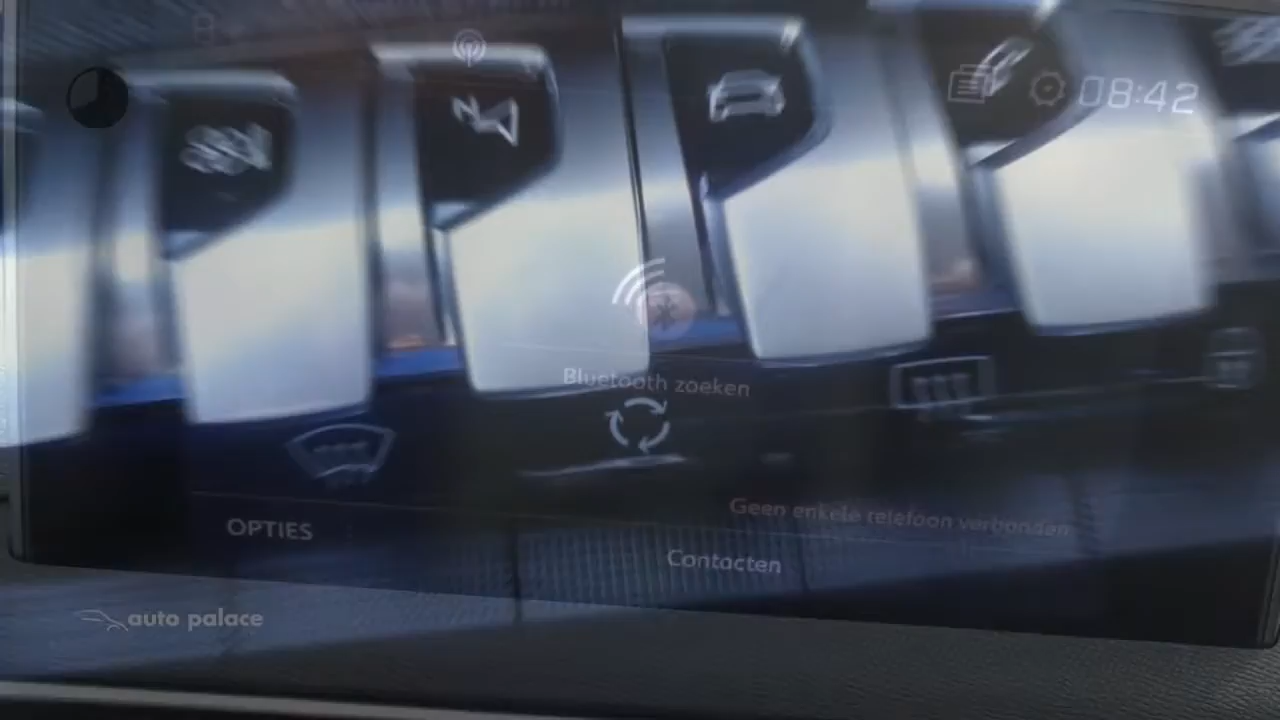 08:42
Bluetooth zoeken
Geen enkele telefoon verbonden
OPTIES
Contacten
auto palace